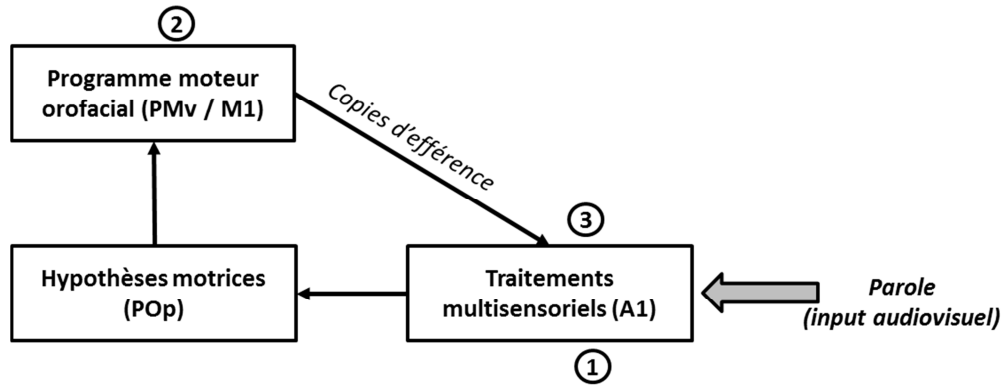 2
Programme moteur
orofacial (PMv / M1)
Copies d’efférence
3
Hypothèses motrices
(POp)
Traitements
multisensoriels (A1)
Parole
(input audiovisuel)
1